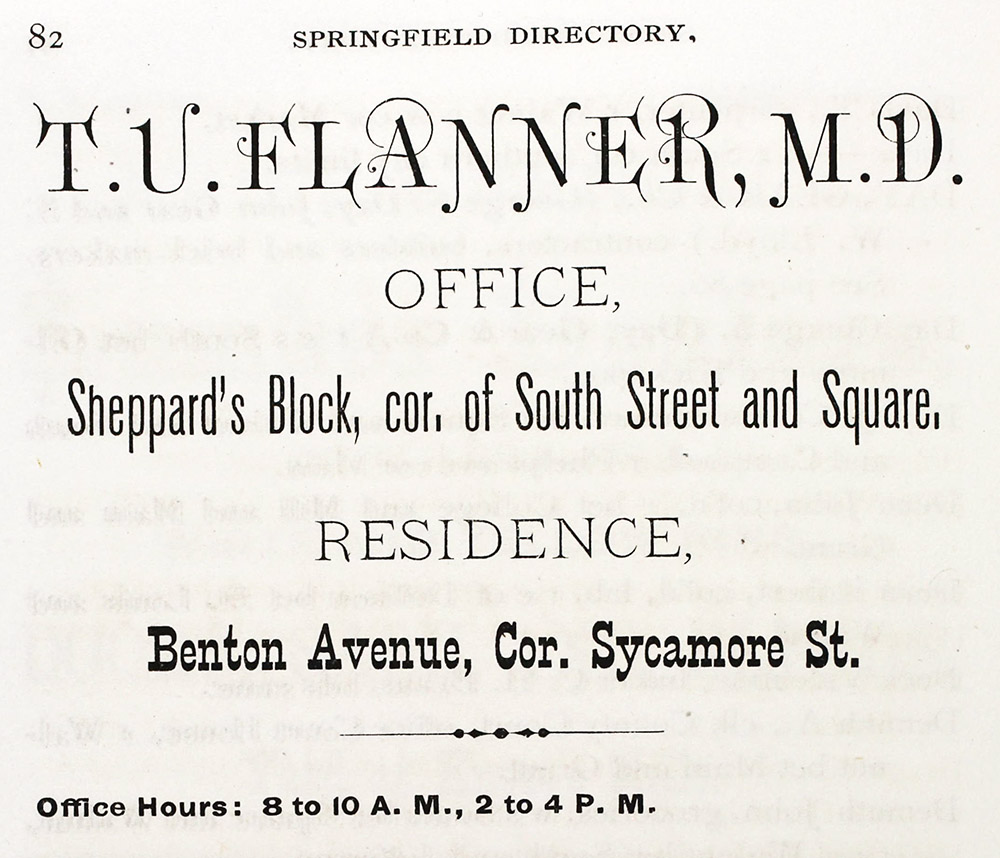 82
SPRINGFIELD DIRECTORY,
T. U. FLANNER, M.D.
OFFICE,
Sheppard's Block, cor. of South Street and Square.
RESIDENCE,
Benton Avenue, Cor. Sycamore St.
Office Hours: 8 to 10 A. M., 2 to 4 P. M.